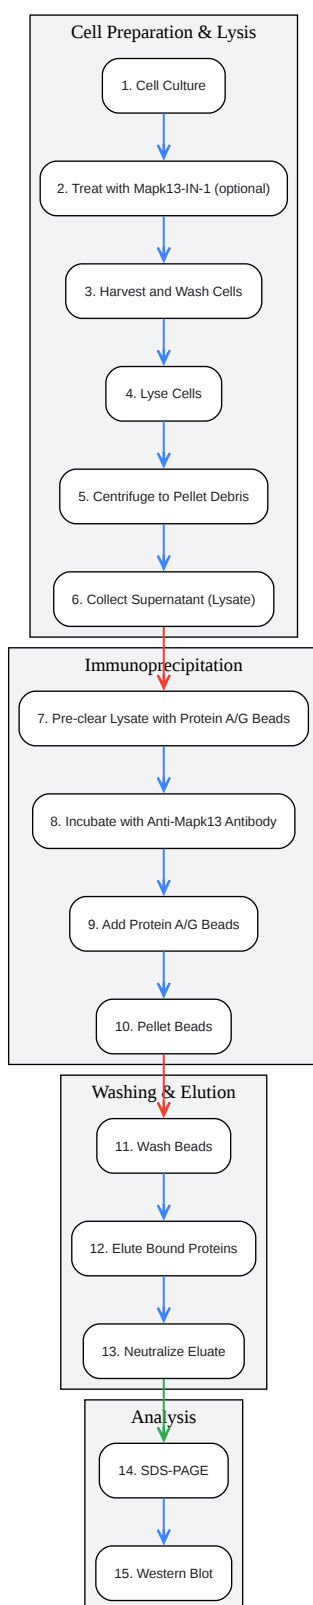 Cell Preparation & Lysis
1. Cell Culture
2. Treat with Mapk13-IN-1 (optional)
3. Harvest and Wash Cells
4. Lyse Cells
5. Centrifuge to Pellet Debris
6. Collect Supernatant (Lysate)
Immunoprecipitation
7. Pre-clear Lysate with Protein A/G Beads
8. Incubate with Anti-Mapk13 Antibody
9. Add Protein A/G Beads
10. Pellet Beads
Washing & Elution
11. Wash Beads
12. Elute Bound Proteins
13. Neutralize Eluate
Analysis
14. SDS-PAGE
15. Western Blot